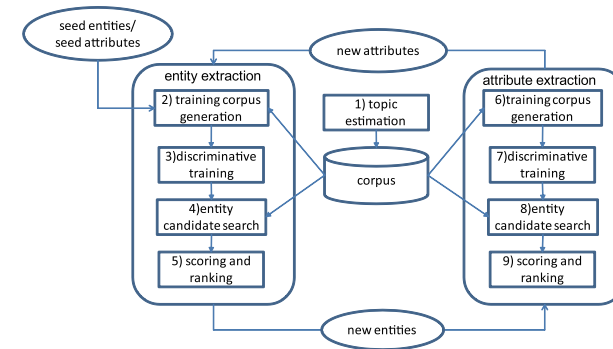 seed entities/
seed attributes
new attributes
entity extraction
2) training corpus
generation
3)discriminative
training
4)entity
candidate search
5) scoring and
ranking
1) topic
estimation
corpus
attribute extraction
6)training corpus
generation
7)discriminative
training
8)entity
candidate search
9) scoring and
ranking
new entities